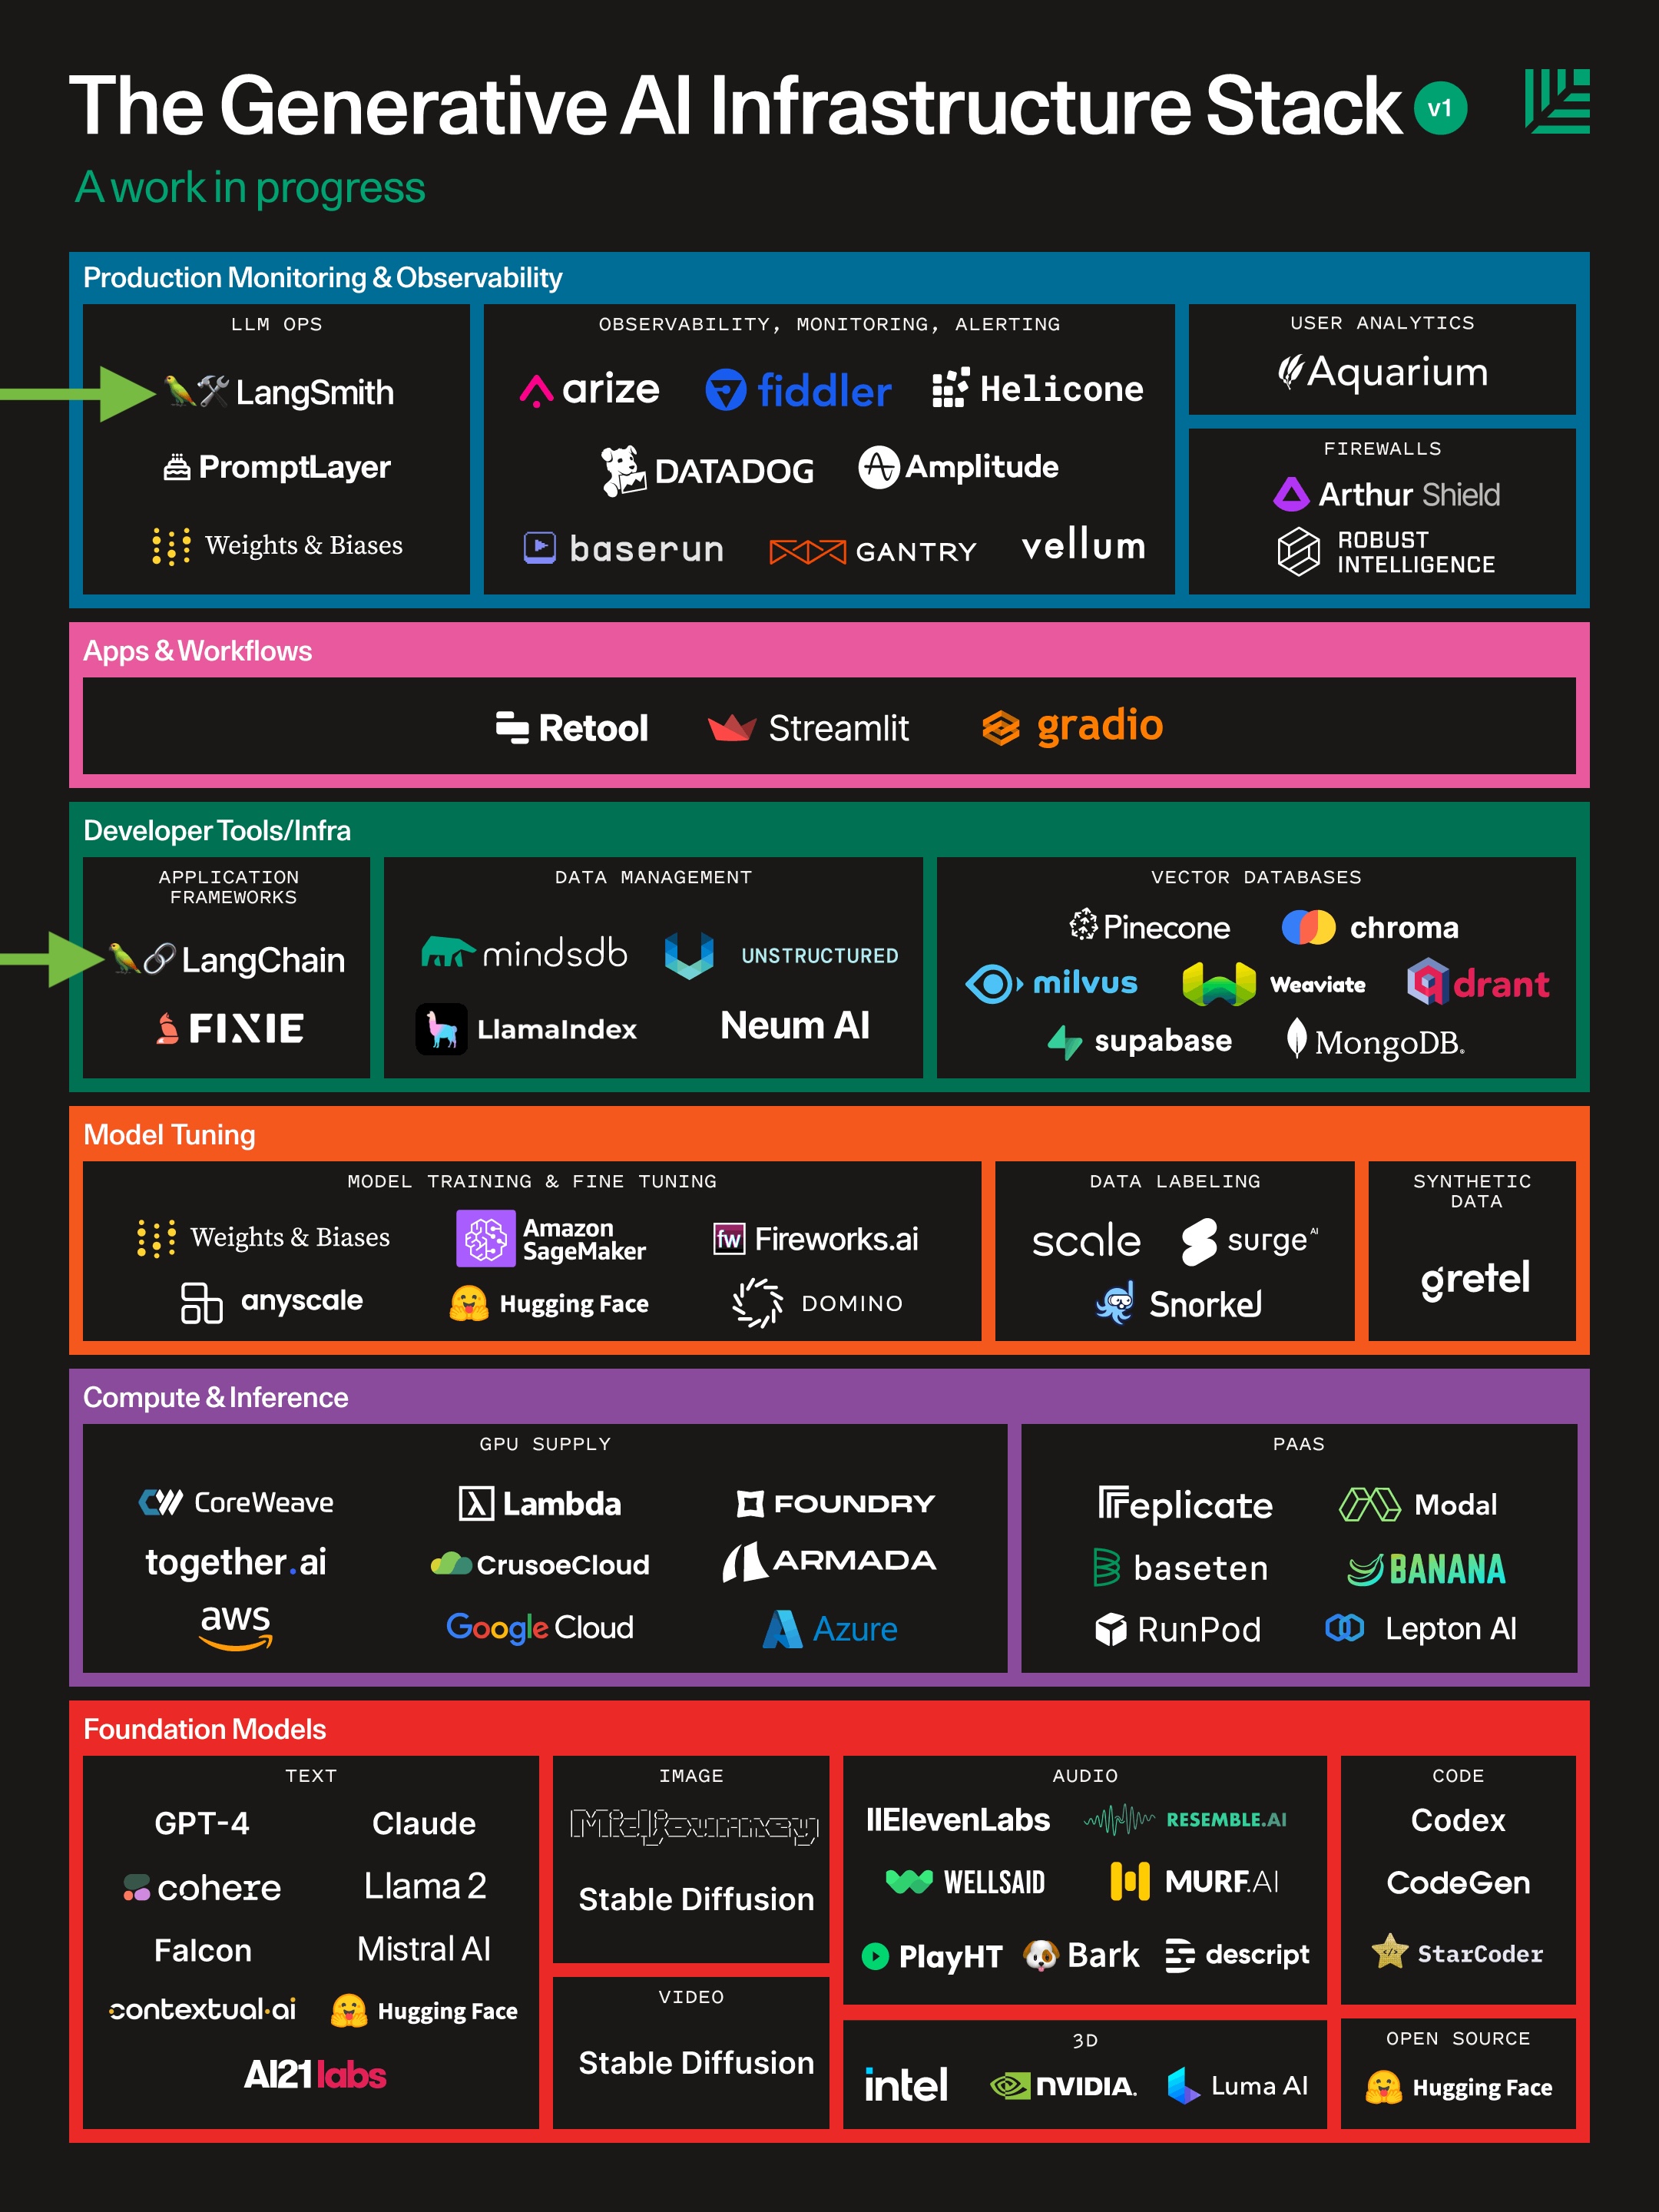 The Generative AI Infrastructure Stack v1
A work in progress
Production Monitoring & Observability
LLM OPS
LangSmith
PromptLayer
Weights & Biases
OBSERVABILITY, MONITORING, ALERTING
arize fiddler Helicone
DATADOG Amplitude
baserun GANTRY vellum
USER ANALYTICS
Aquarium
FIREWALLS
Arthur Shield
ROBUST
INTELLIGENCE
Apps & Workflows
Retool Streamlit gradio
Developer Tools/Infra
APPLICATION
FRAMEWORKS
LangChain
FIXIE
DATA MANAGEMENT
mindsdb UNSTRUCTURED
LlamaIndex Neum AI
VECTOR DATABASES
Pinecone chroma
milvus Weaviate qdrant
supabase MongoDB.
Model Tuning
MODEL TRAINING & FINE TUNING
Weights & Biases Amazon SageMaker fw Fireworks.ai
anyscale Hugging Face DOMINO
DATA LABELING
scale surge AI
Snorkel
SYNTHETIC
DATA
gretel
Compute & Inference
GPU SUPPLY
CoreWeave Lambda FOUNDRY
together.ai CrusoeCloud ARMADA
aws Google Cloud Azure
PAAS
replicate Modal
baseten BANANA
RunPod Lepton AI
Foundation Models
TEXT
GPT-4 Claude
cohere Llama 2
Falcon Mistral AI
contextual·ai Hugging Face
AI21labs
IMAGE
Stable Diffusion
VIDEO
Stable Diffusion
AUDIO
IIElevenLabs RESEMBLE.AI
WELLSAID MURF.AI
PlayHT Bark descript
3D
intel NVIDIA. Luma AI
CODE
Codex
CodeGen
StarCoder
OPEN SOURCE
Hugging Face